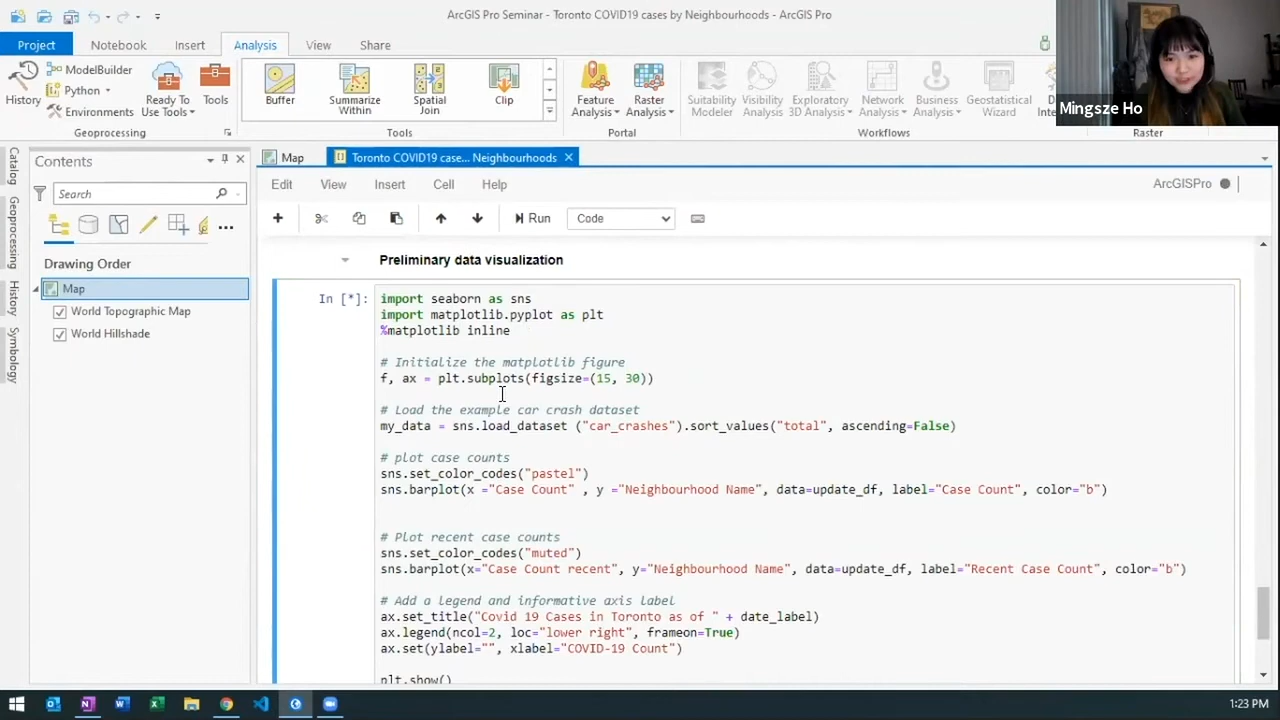 ArcGIS Pro Seminar - Toronto COVID19 cases by Neighbourhoods - ArcGIS Pro
Project Notebook Insert Analysis View Share
History
ModelBuilder
Python
Environments
Ready To Use Tools
Tools
Geoprocessing
Buffer
Summarize Within
Spatial Join
Clip
Tools
Feature Analysis
Raster Analysis
Portal
Suitability Modeler
Visibility Analysis
Exploratory 3D Analysis
Network Analysis
Business Analysis
Geostatistical Wizard
Workflows
Raster
Mingsze Ho
Catalog
Geoprocessing
History
Symbology
Contents
Search
Drawing Order
Map
World Topographic Map
World Hillshade
Map
Toronto COVID19 case... Neighbourhoods
Edit View Insert Cell Help
ArcGISPro
Run
Code
Preliminary data visualization
In [*]:
import seaborn as sns
import matplotlib.pyplot as plt
%matplotlib inline
# Initialize the matplotlib figure
f, ax = plt.subplots(figsize=(15, 30))
# Load the example car crash dataset
my_data = sns.load_dataset ("car_crashes").sort_values("total", ascending=False)
# plot case counts
sns.set_color_codes("pastel")
sns.barplot(x ="Case Count" , y ="Neighbourhood Name", data=update_df, label="Case Count", color="b")
# Plot recent case counts
sns.set_color_codes("muted")
sns.barplot(x="Case Count recent", y="Neighbourhood Name", data=update_df, label="Recent Case Count", color="b")
# Add a legend and informative axis label
ax.set_title("Covid 19 Cases in Toronto as of " + date_label)
ax.legend(ncol=2, loc="lower right", frameon=True)
ax.set(ylabel="", xlabel="COVID-19 Count")
plt.show()
1:23 PM